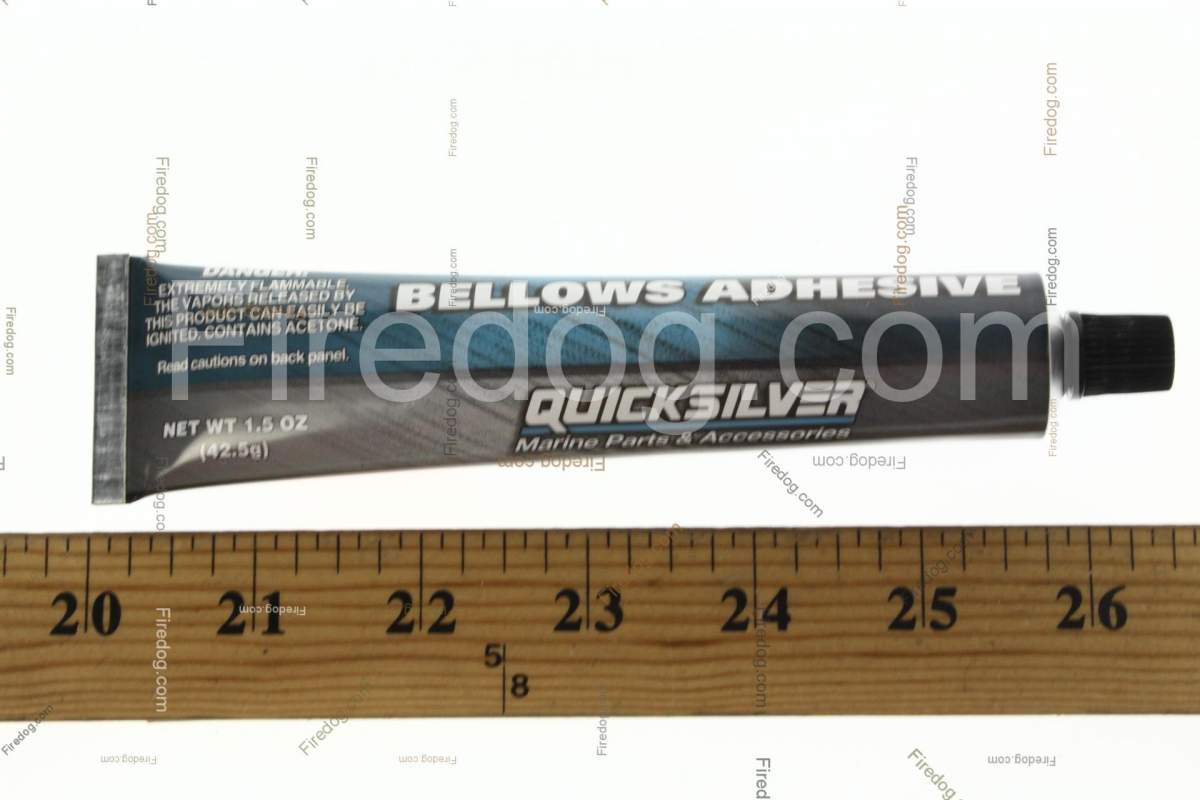 DANGER!
EXTREMELY FLAMMABLE.
THE VAPORS RELEASED BY
THIS PRODUCT CAN EASILY BE
IGNITED. CONTAINS ACETONE.
Read cautions on back panel.
BELLOWS ADHESIVE
Firedog.com
QUICKSILVER
Marine Parts & Accessories
NET WT 1.5 OZ
(42.5g)
20 21 22 23 24 25 26
5
8